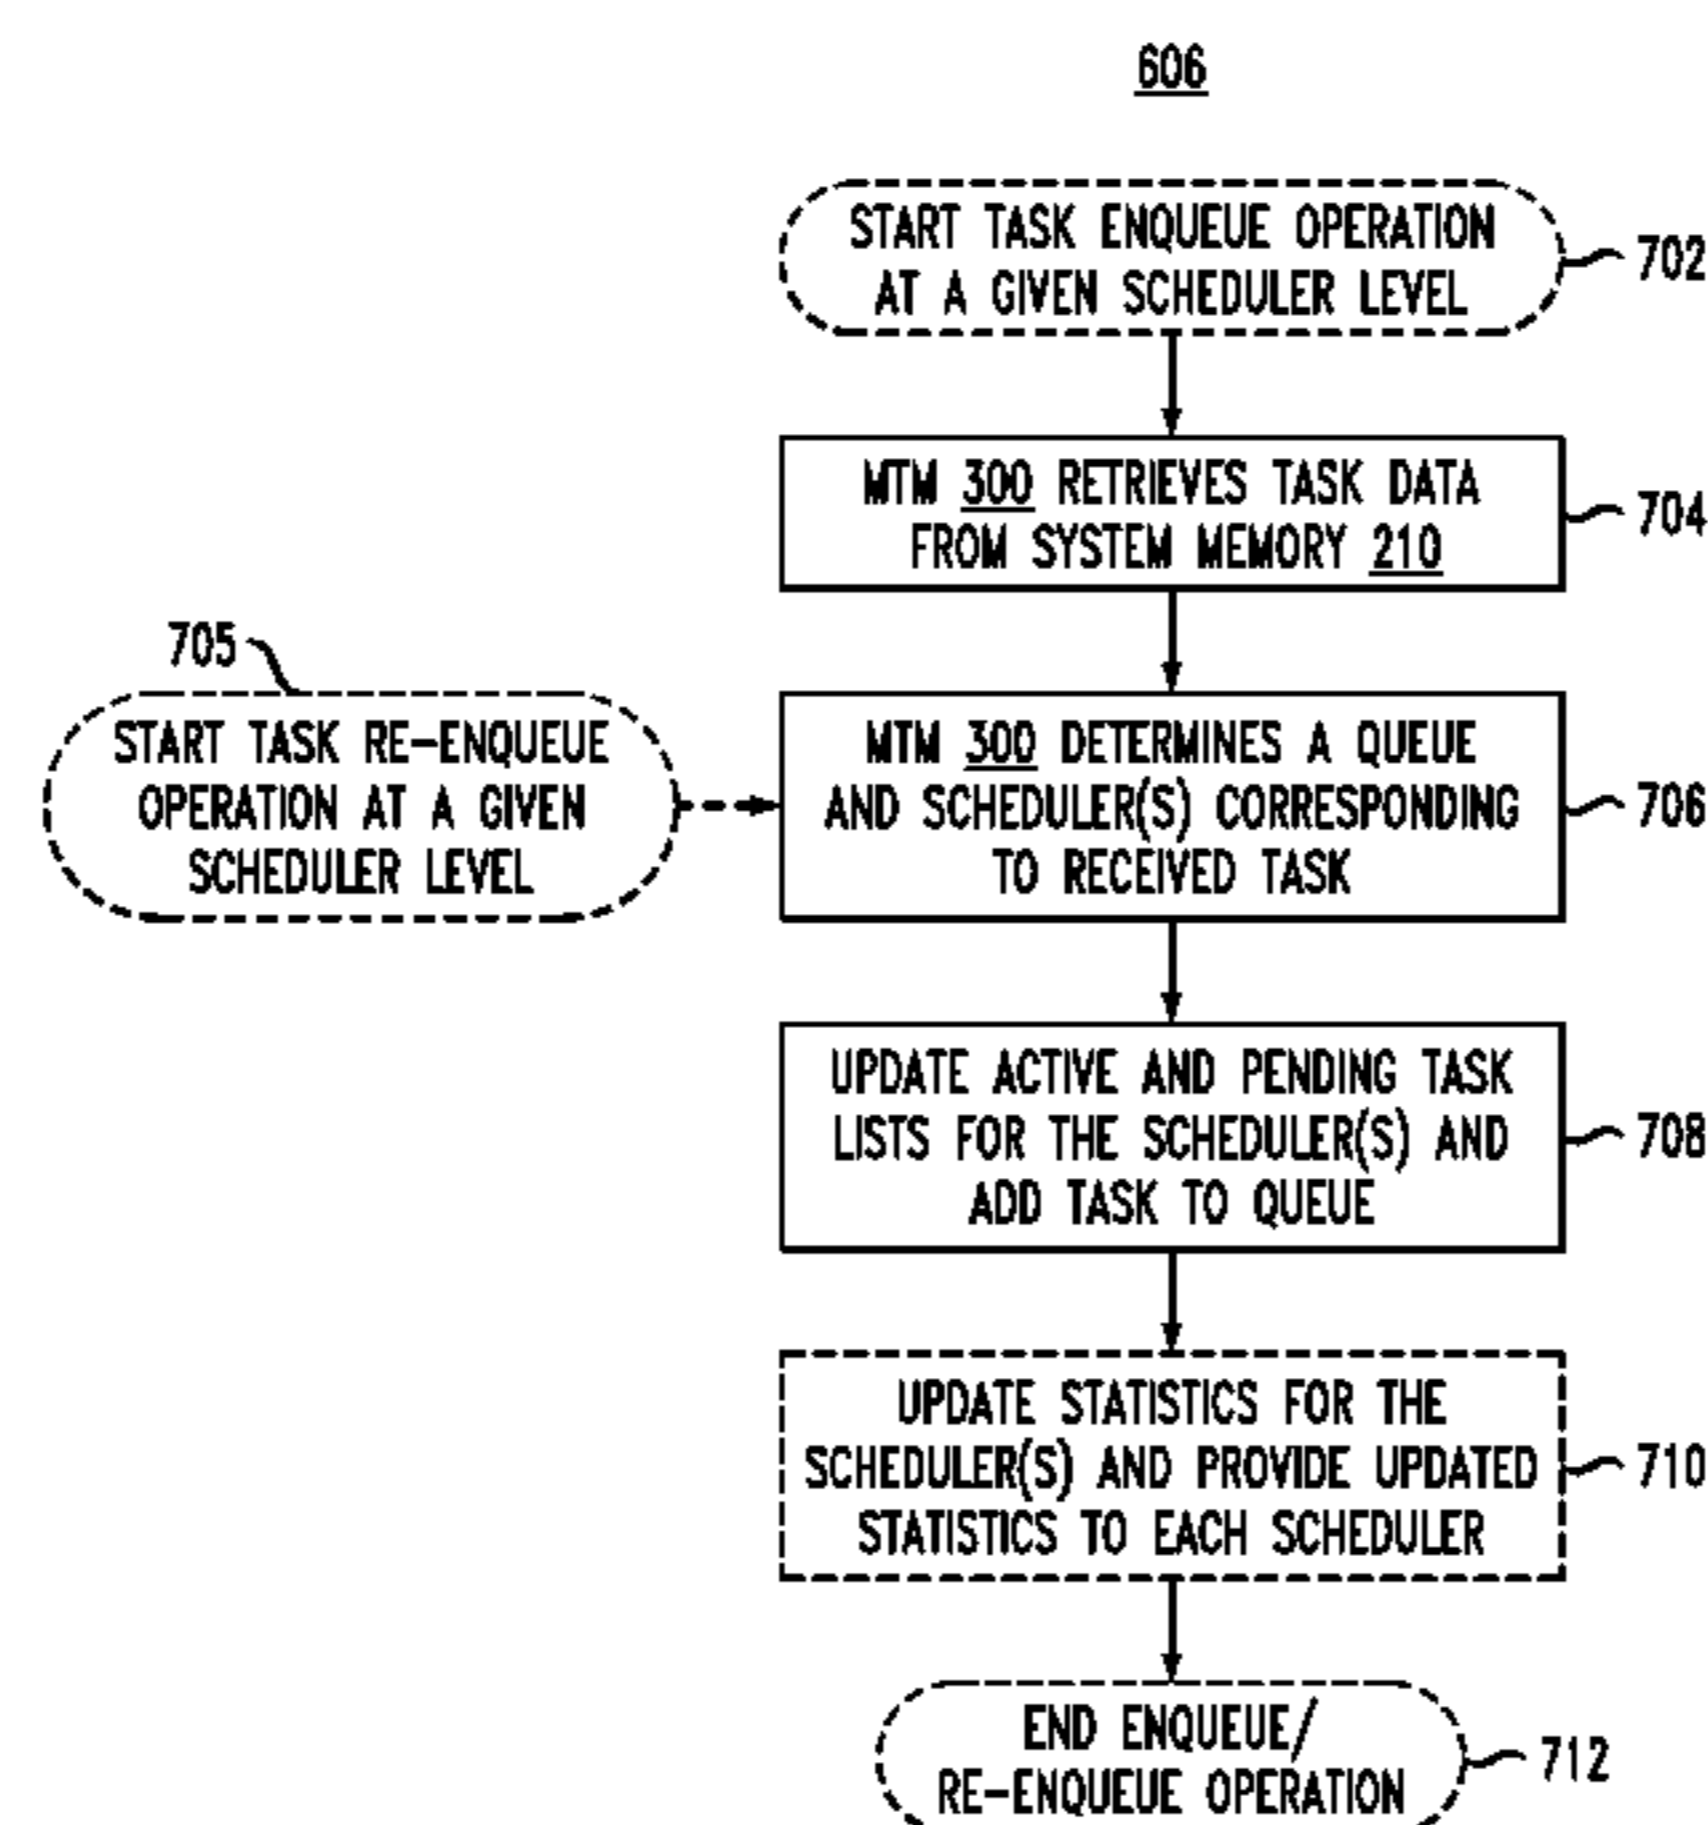 606
START TASK ENQUEUE OPERATION
AT A GIVEN SCHEDULER LEVEL
702
MTM 300 RETRIEVES TASK DATA
FROM SYSTEM MEMORY 210
704
705
START TASK RE-ENQUEUE
OPERATION AT A GIVEN
SCHEDULER LEVEL
MTM 300 DETERMINES A QUEUE
AND SCHEDULER(S) CORRESPONDING
TO RECEIVED TASK
706
UPDATE ACTIVE AND PENDING TASK
LISTS FOR THE SCHEDULER(S) AND
ADD TASK TO QUEUE
708
UPDATE STATISTICS FOR THE
SCHEDULER(S) AND PROVIDE UPDATED
STATISTICS TO EACH SCHEDULER
710
END ENQUEUE/
RE-ENQUEUE OPERATION
712